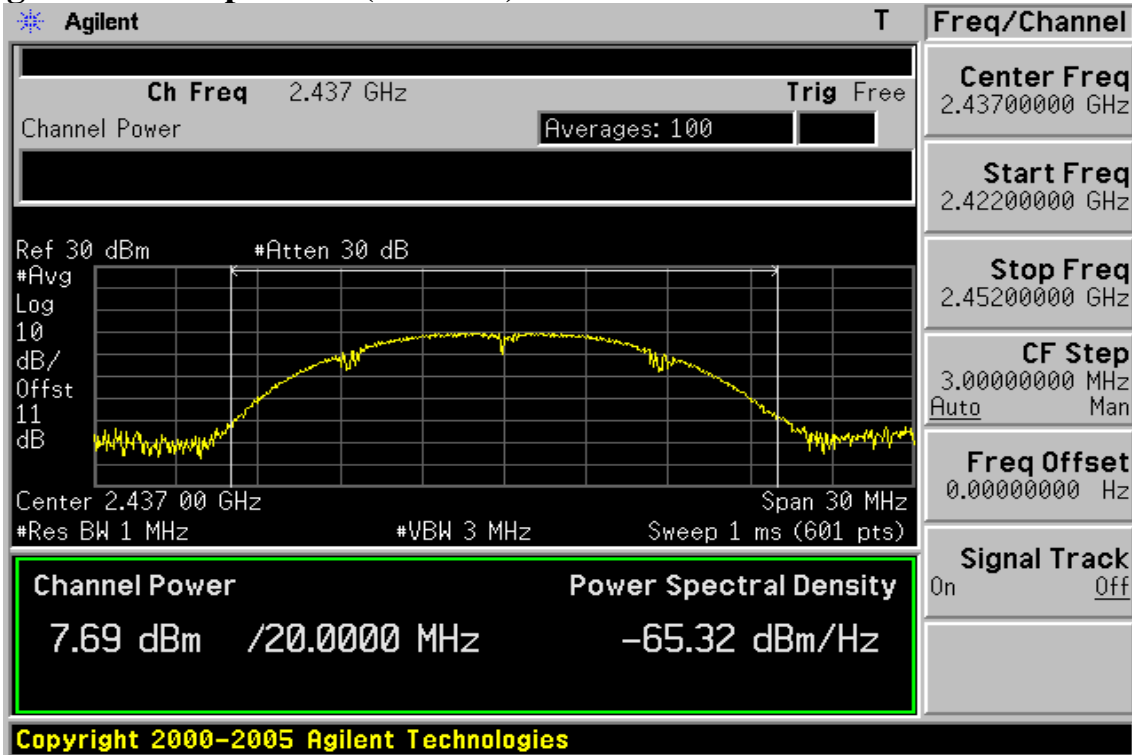 Agilent T Freq/Channel
Ch Freq 2.437 GHz Trig Free
Channel Power Averages: 100
Center Freq
2.43700000 GHz
Start Freq
2.42200000 GHz
Stop Freq
2.45200000 GHz
CF Step
3.00000000 MHz
Auto Man
Freq Offset
0.00000000 Hz
Signal Track
On Off
Ref 30 dBm #Atten 30 dB
#Avg
Log
10
dB/
Offst
11
dB
Center 2.437 00 GHz Span 30 MHz
#Res BW 1 MHz #VBW 3 MHz Sweep 1 ms (601 pts)
Channel Power Power Spectral Density
7.69 dBm /20.0000 MHz -65.32 dBm/Hz
Copyright 2000-2005 Agilent Technologies